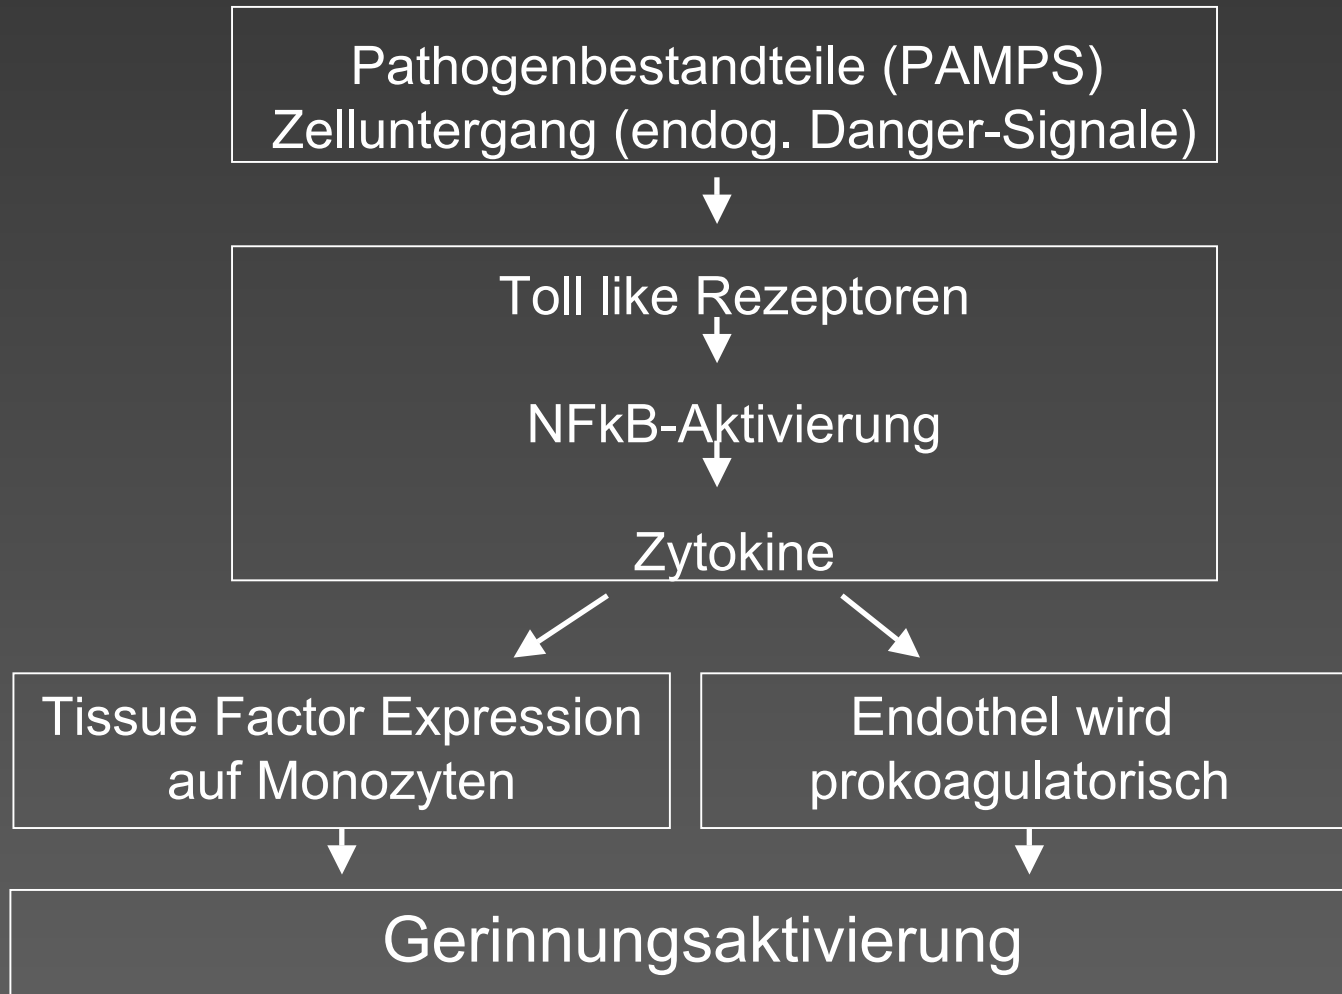 Pathogenbestandteile (PAMPS)
Zelluntergang (endog. Danger-Signale)
Toll like Rezeptoren
NFkB-Aktivierung
Zytokine
Tissue Factor Expression
auf Monozyten
Endothel wird
prokoagulatorisch
Gerinnungsaktivierung